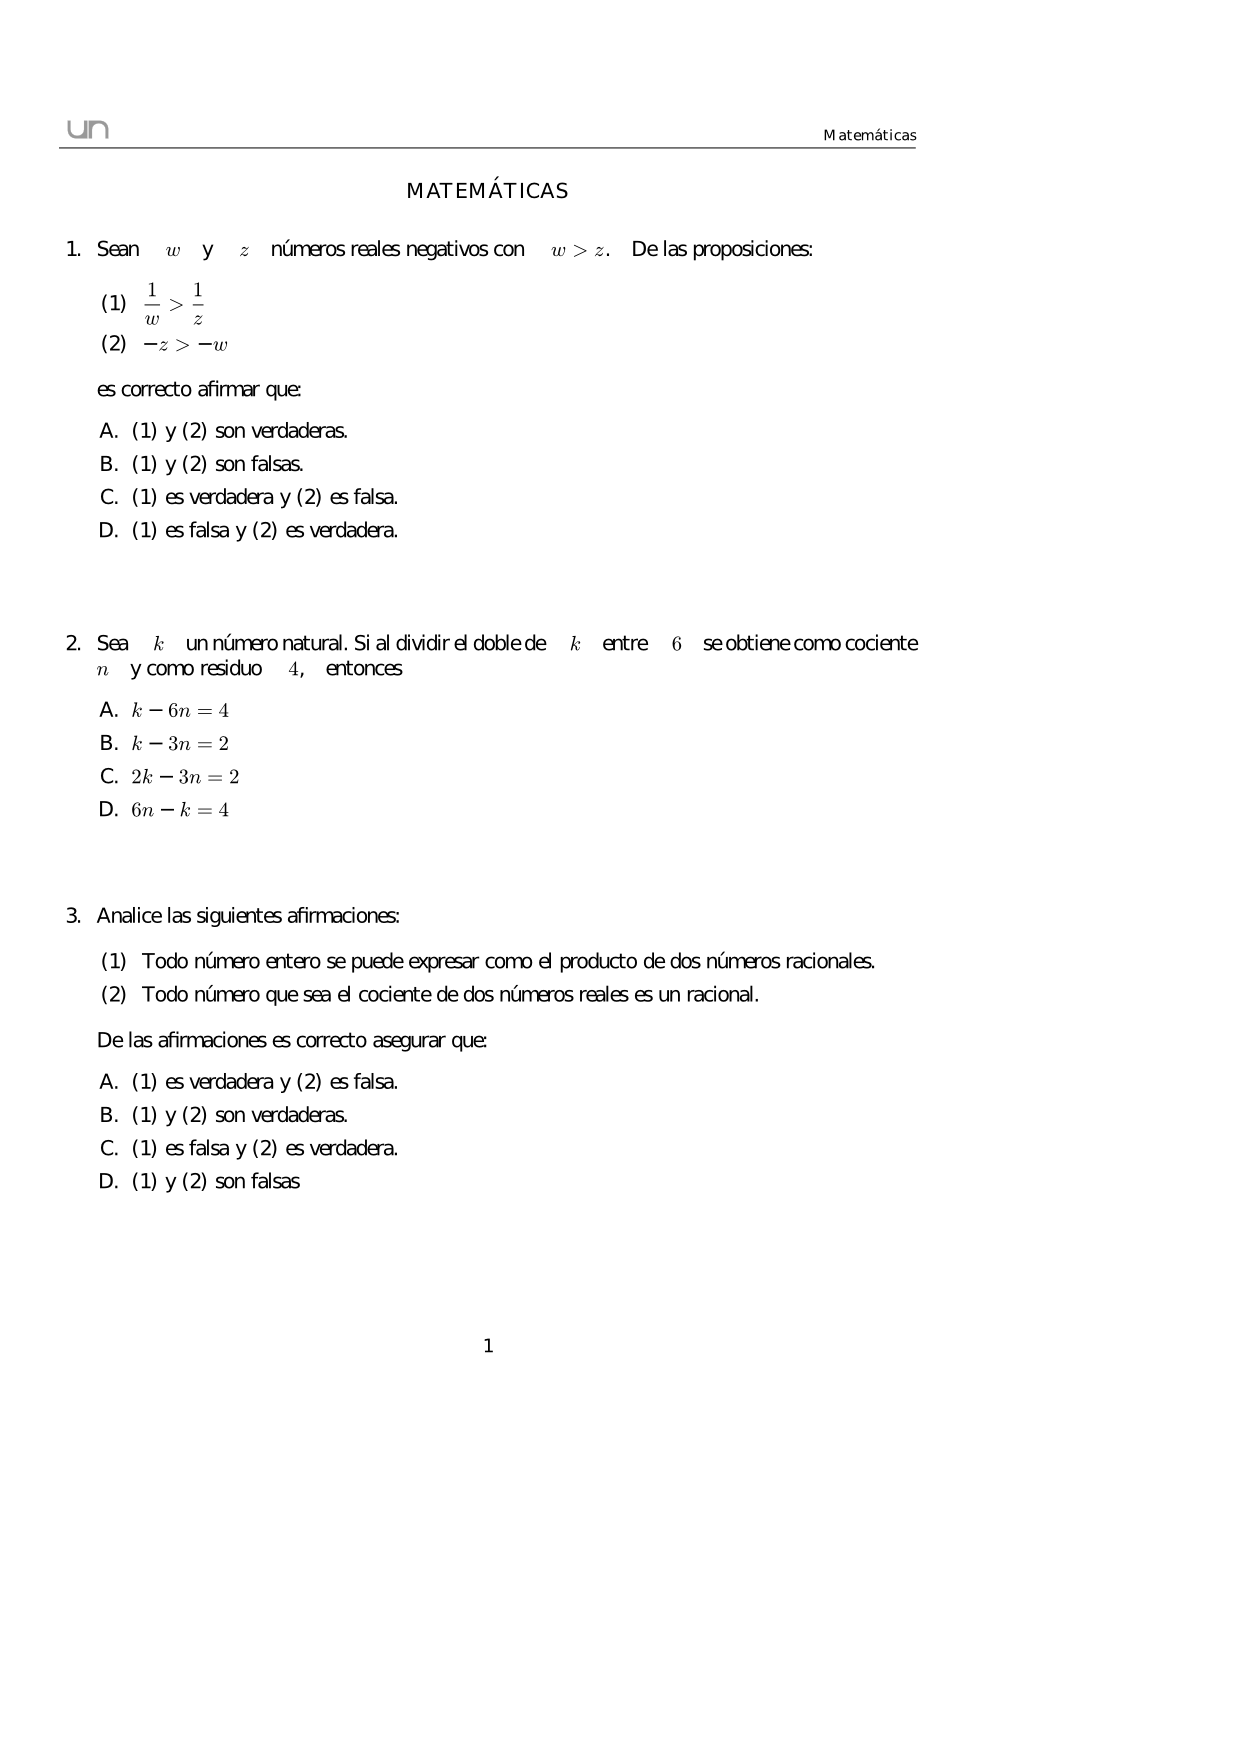 un
Matemáticas
MATEMÁTICAS
1. Sean w y z números reales negativos con w > z. De las proposiciones:
(1) 1/w > 1/z
(2) −z > −w
es correcto afirmar que:
A. (1) y (2) son verdaderas.
B. (1) y (2) son falsas.
C. (1) es verdadera y (2) es falsa.
D. (1) es falsa y (2) es verdadera.
2. Sea k un número natural. Si al dividir el doble de k entre 6 se obtiene como cociente
n y como residuo 4, entonces
A. k − 6n = 4
B. k − 3n = 2
C. 2k − 3n = 2
D. 6n − k = 4
3. Analice las siguientes afirmaciones:
(1) Todo número entero se puede expresar como el producto de dos números racionales.
(2) Todo número que sea el cociente de dos números reales es un racional.
De las afirmaciones es correcto asegurar que:
A. (1) es verdadera y (2) es falsa.
B. (1) y (2) son verdaderas.
C. (1) es falsa y (2) es verdadera.
D. (1) y (2) son falsas
1